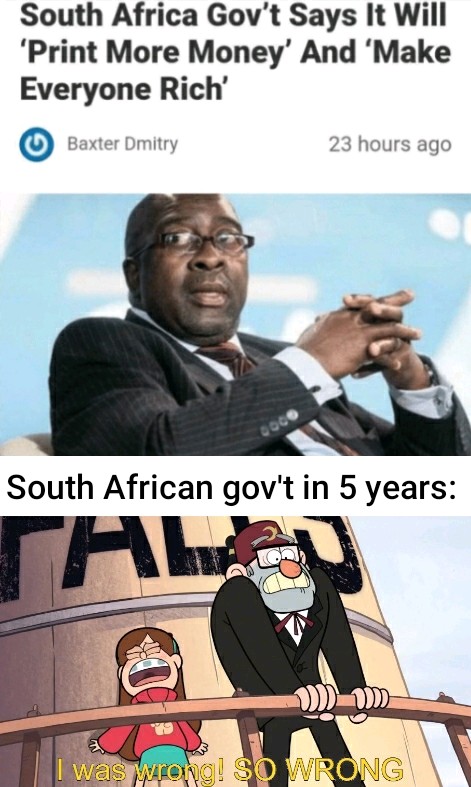 South Africa Gov't Says It Will
'Print More Money' And 'Make
Everyone Rich'
Baxter Dmitry 23 hours ago
South African gov't in 5 years:
FALLS
I was wrong! SO WRONG